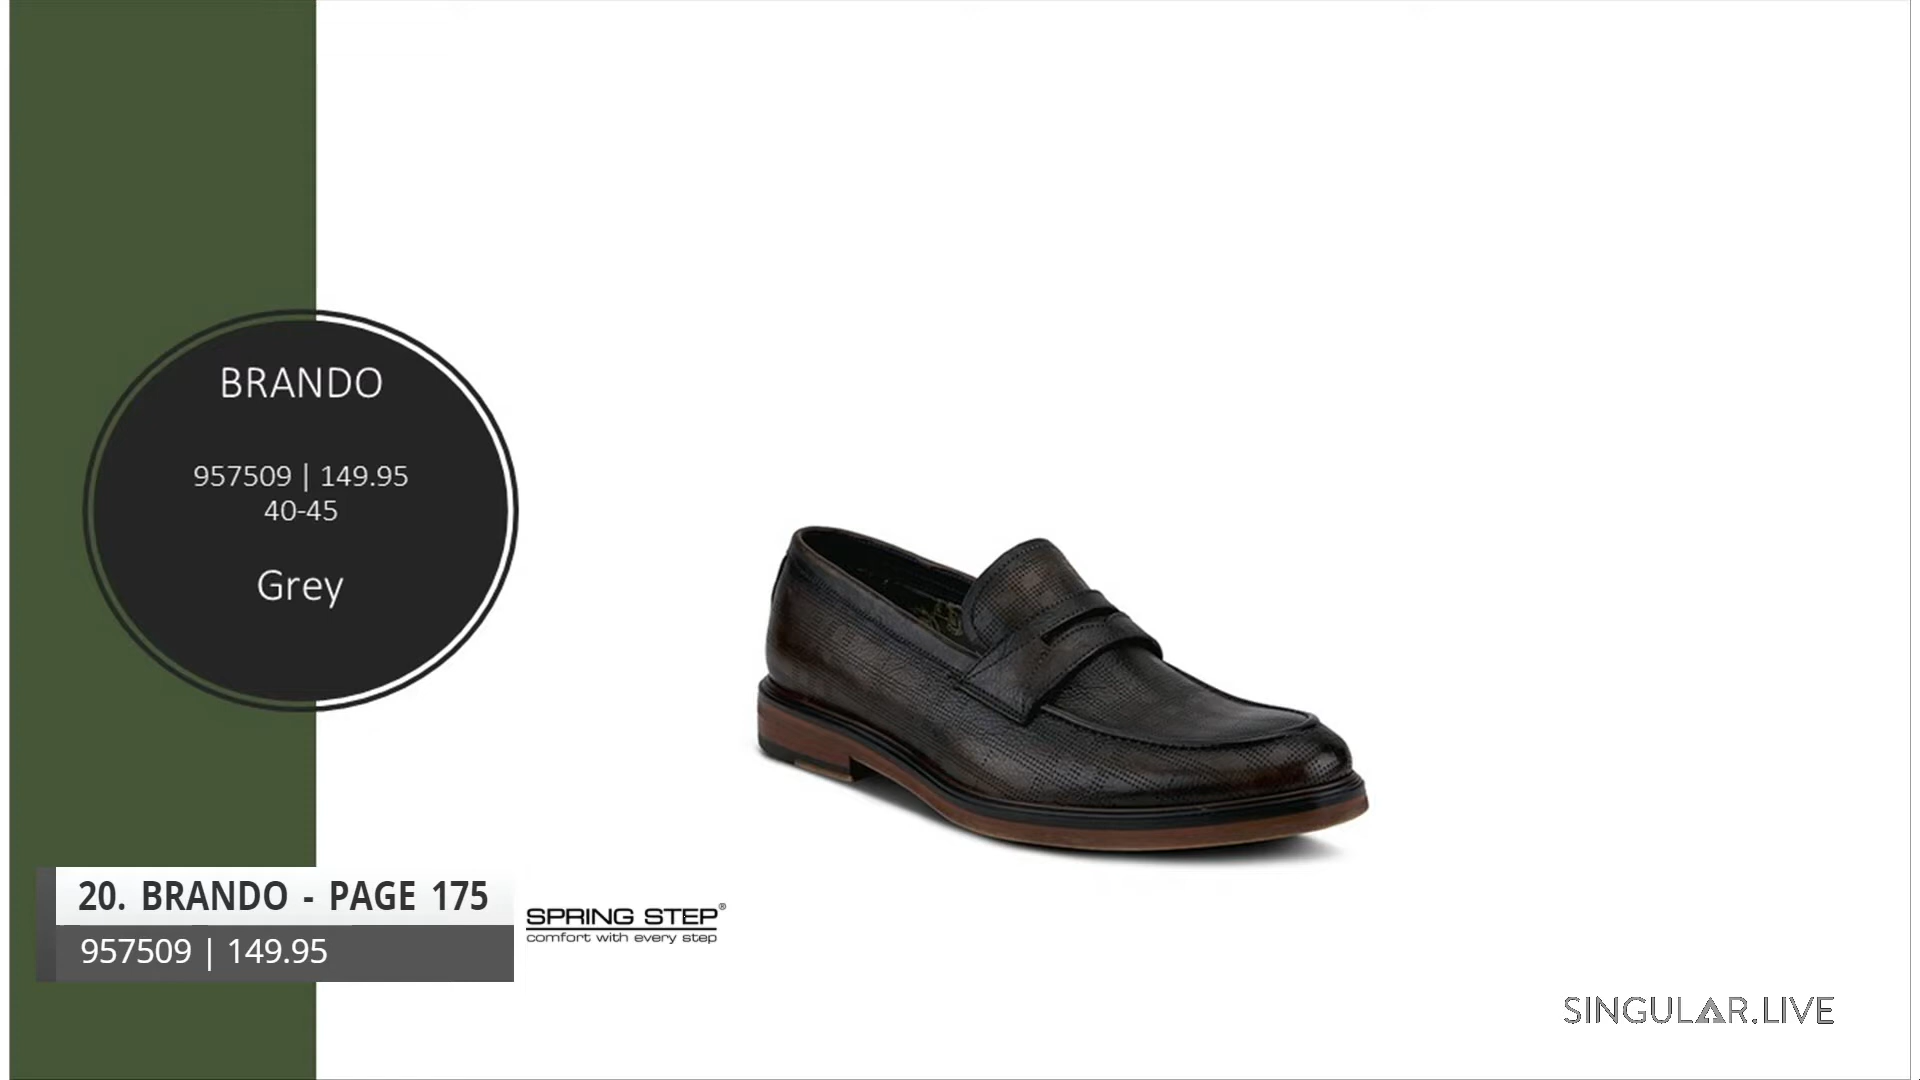 BRANDO
957509 | 149.95
40-45
Grey
20. BRANDO - PAGE 175
957509 | 149.95
SPRING STEP®
comfort with every step
SINGULAR.LIVE